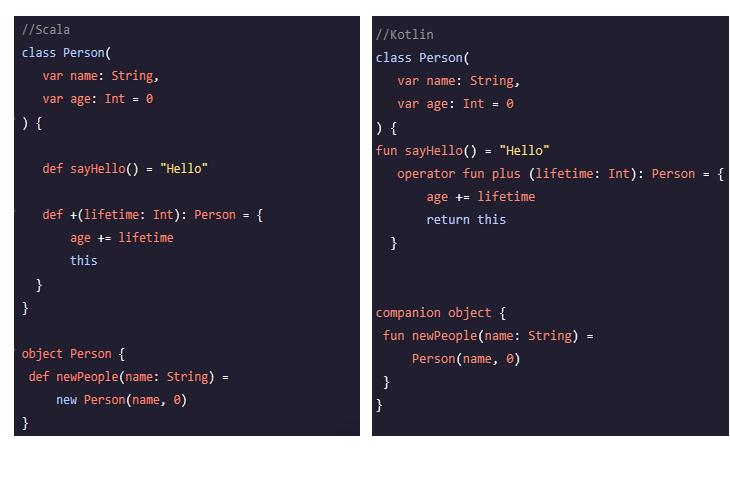 //Scala
class Person(
var name: String,
var age: Int = 0
) {
def sayHello() = "Hello"
def +(lifetime: Int): Person = {
age += lifetime
this
}
}
object Person {
def newPeople(name: String) =
new Person(name, 0)
}
//Kotlin
class Person(
var name: String,
var age: Int = 0
) {
fun sayHello() = "Hello"
operator fun plus (lifetime: Int): Person = {
age += lifetime
return this
}
companion object {
fun newPeople(name: String) =
Person(name, 0)
}
}